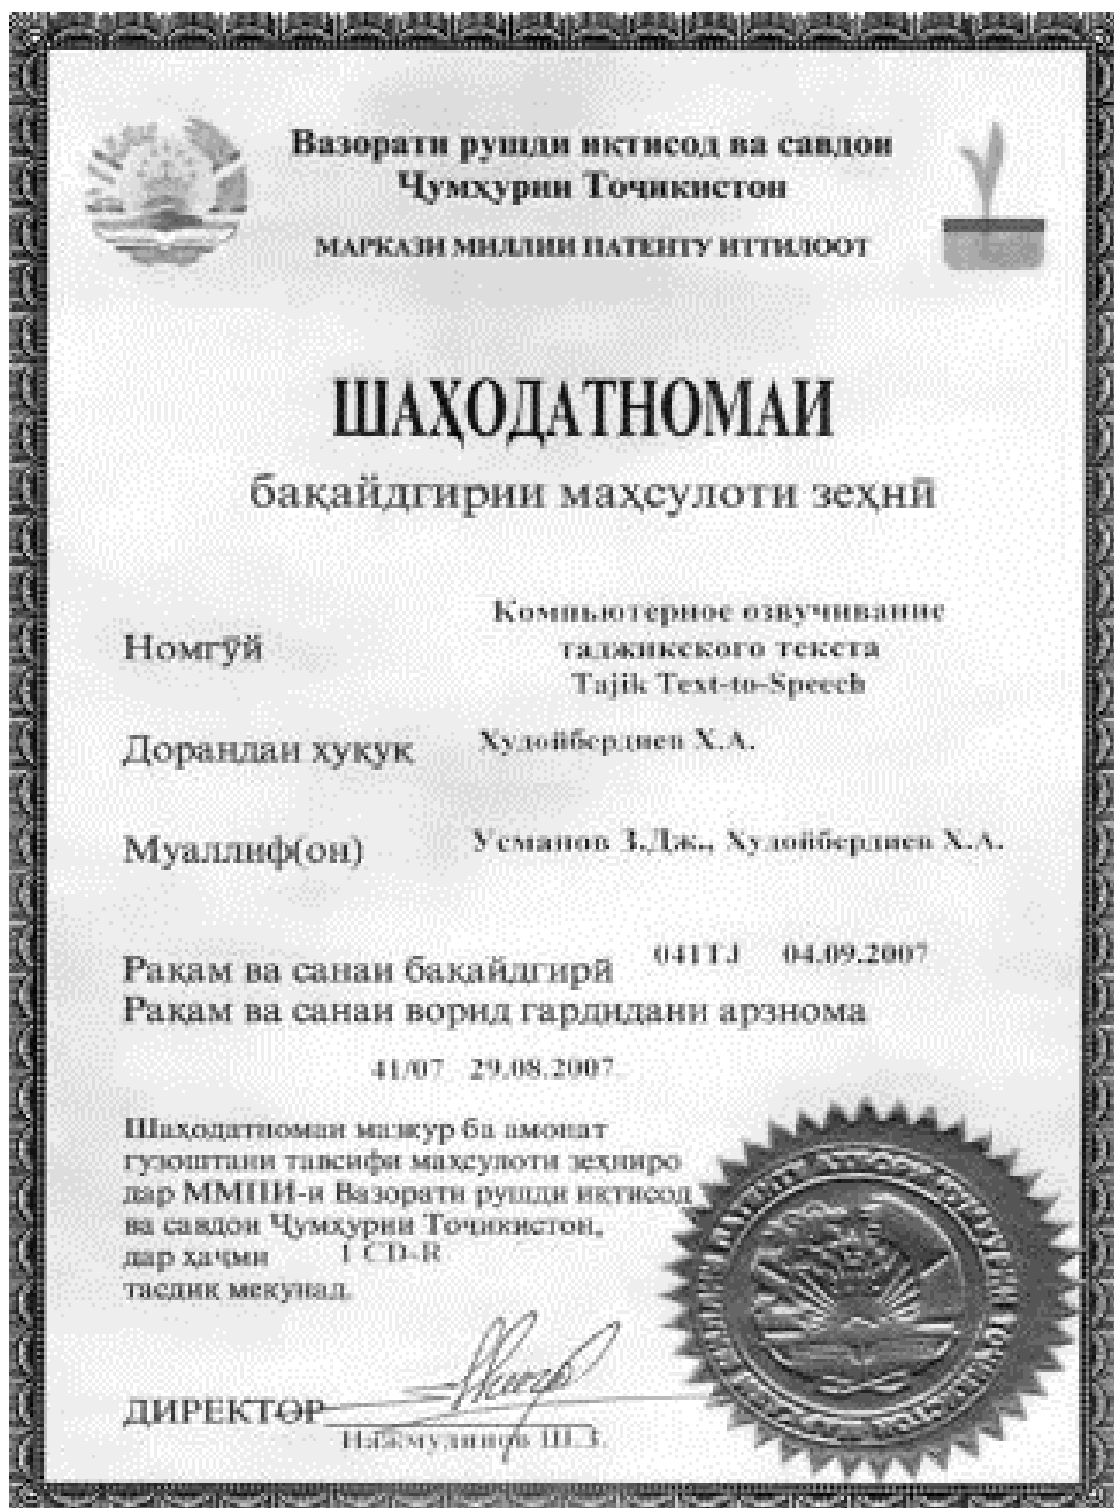 Вазорати рушди иқтисод ва савдои
Ҷумҳурии Тоҷикистон
МАРКАЗИ МИЛЛИИ ПАТЕНТУ ИТТИЛООТ
ШАҲОДАТНОМАИ
бақайдгирии маҳсулоти зеҳнӣ
Компьютерное озвучивание
таджикского текста
Tajik Text-to-Speech
Номгӯй
Дорандаи ҳуқуқ Худойбердиев Х.А.
Муаллиф(он) Усманов З.Дж., Худойбердиев Х.А.
Рақам ва санаи бақайдгирӣ 041TJ 04.09.2007
Рақам ва санаи ворид гардидани арзнома
41/07 29.08.2007.
Шаҳодатномаи мазкур ба амонат
гузоштани тавсифи маҳсулоти зеҳниро
дар ММПИ-и Вазорати рушди иқтисод
ва савдои Ҷумҳурии Тоҷикистон,
дар ҳаҷми 1 CD-R
тасдиқ мекунад.
ДИРЕКТОР
Ш.З.